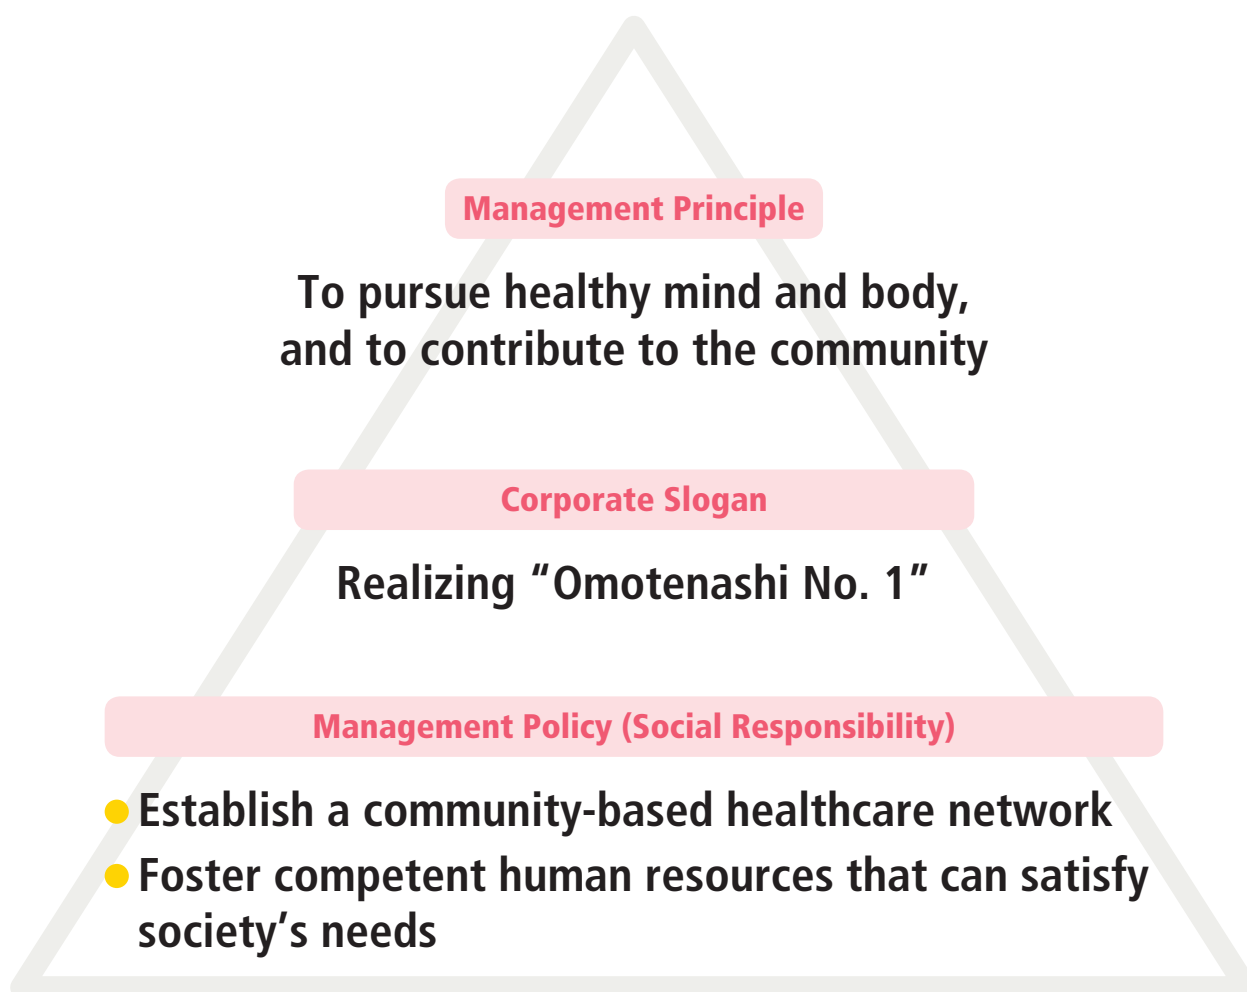 Management Principle
To pursue healthy mind and body,
and to contribute to the community
Corporate Slogan
Realizing “Omotenashi No. 1”
Management Policy (Social Responsibility)
● Establish a community-based healthcare network
● Foster competent human resources that can satisfy
society’s needs